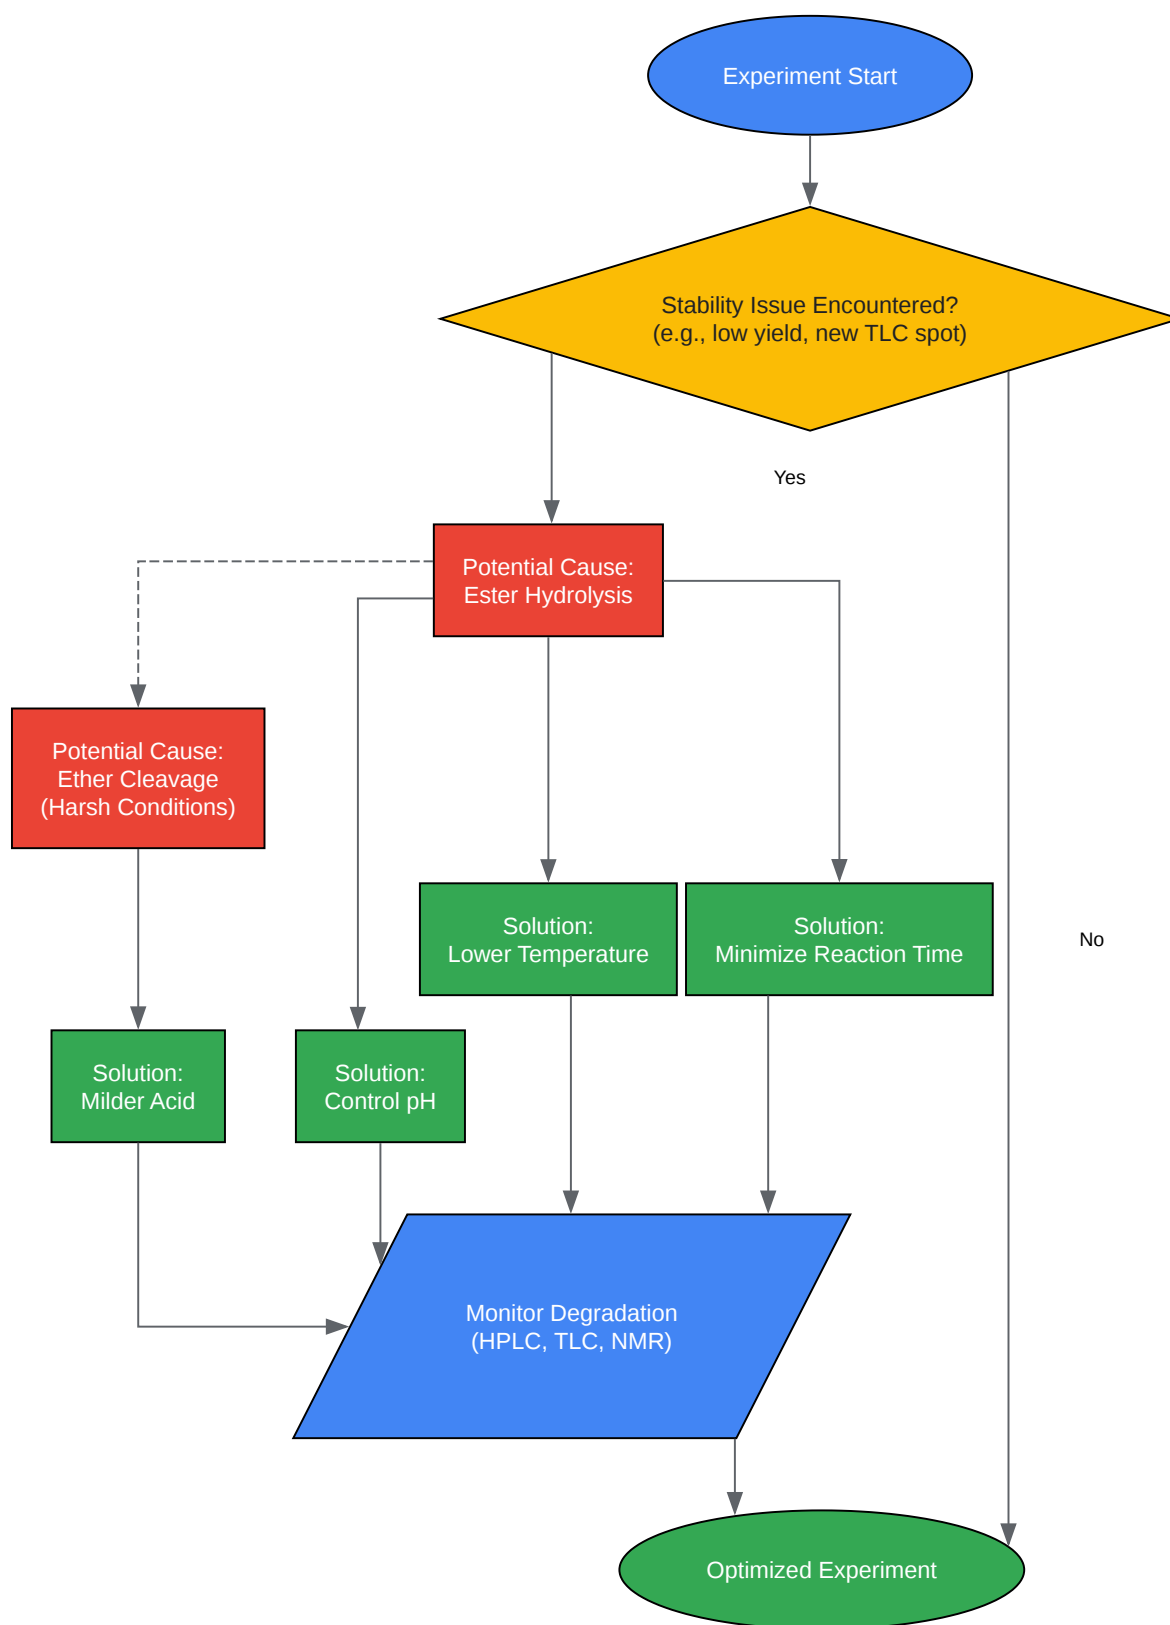 Experiment Start
Stability Issue Encountered?
(e.g., low yield, new TLC spot)
Yes
Potential Cause:
Ester Hydrolysis
Potential Cause:
Ether Cleavage
(Harsh Conditions)
Solution:
Lower Temperature
Solution:
Minimize Reaction Time
No
Solution:
Milder Acid
Solution:
Control pH
Monitor Degradation
(HPLC, TLC, NMR)
Optimized Experiment